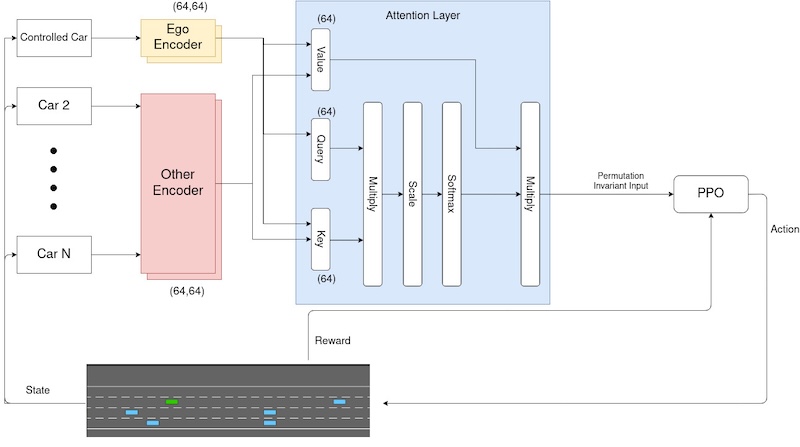 (64,64)
Controlled Car
Ego
Encoder
(64)
Attention Layer
Value
Car 2
Other
Encoder
(64)
Query
Multiply
Scale
Softmax
Multiply
Permutation
Invariant Input
PPO
Action
Car N
Key
(64)
(64,64)
Reward
State